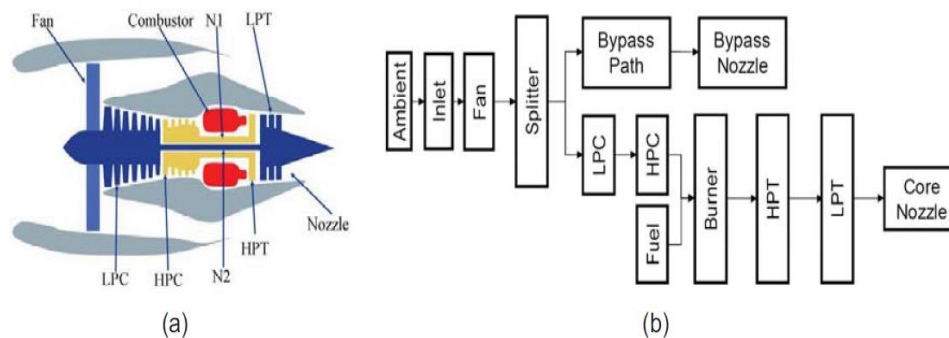 Fan
Combustor
N1
LPT
Nozzle
LPC
HPC
N2
HPT
(a)
Ambient
Inlet
Fan
Splitter
Bypass
Path
Bypass
Nozzle
LPC
HPC
Fuel
Burner
HPT
LPT
Core
Nozzle
(b)